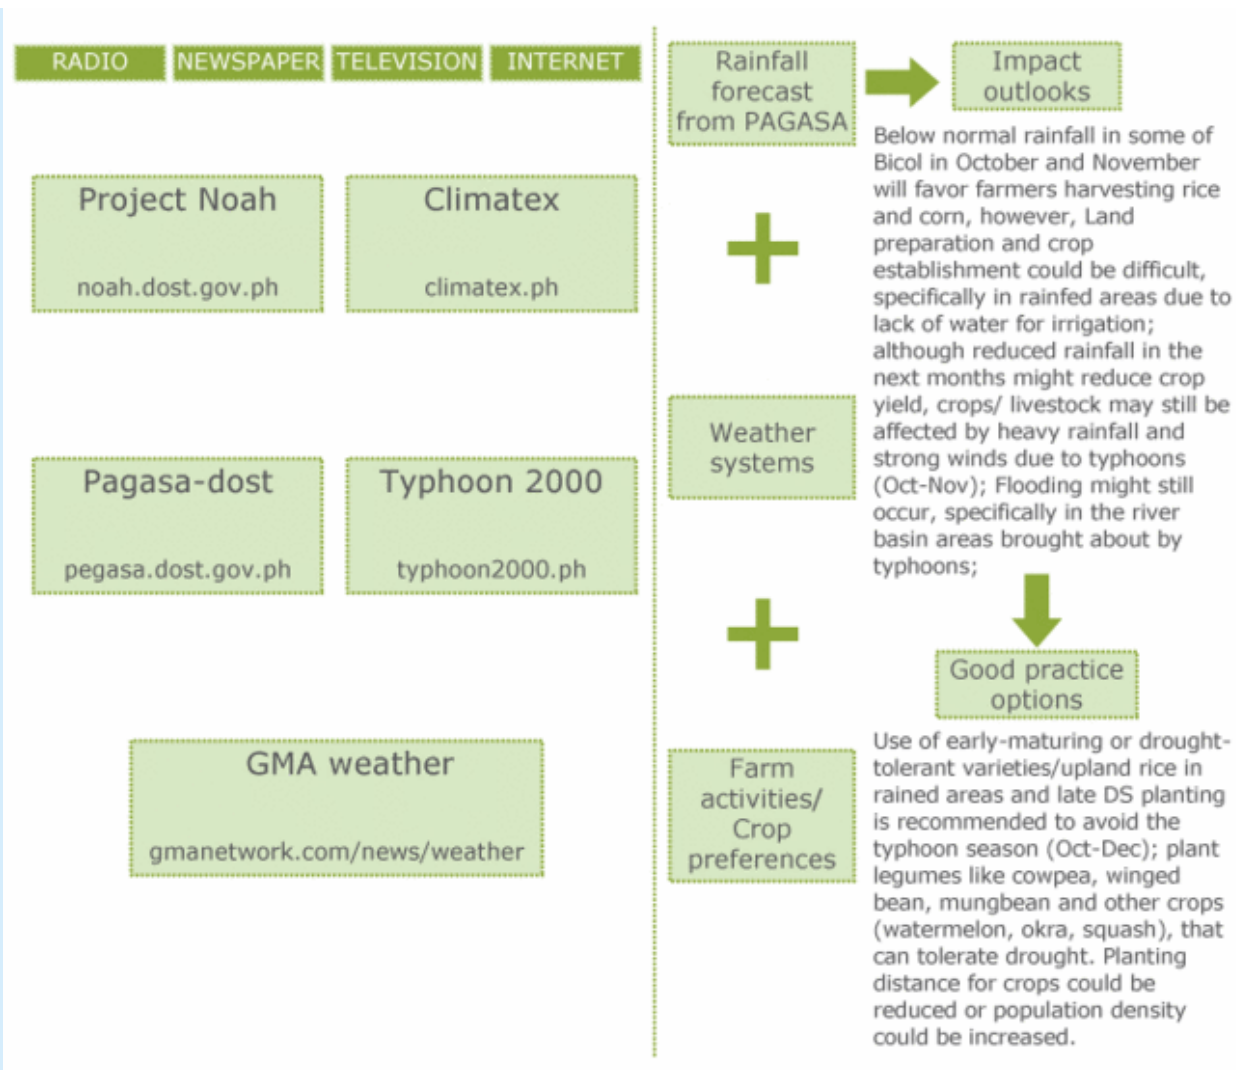 RADIO
NEWSPAPER
TELEVISION
INTERNET
Project Noah
noah.dost.gov.ph
Climatex
climatex.ph
Pagasa-dost
pegasa.dost.gov.ph
Typhoon 2000
typhoon2000.ph
GMA weather
gmanetwork.com/news/weather
Rainfall
forecast
from PAGASA
Weather
systems
Farm
activities/
Crop
preferences
Impact
outlooks
Below normal rainfall in some of
Bicol in October and November
will favor farmers harvesting rice
and corn, however, Land
preparation and crop
establishment could be difficult,
specifically in rainfed areas due to
lack of water for irrigation;
although reduced rainfall in the
next months might reduce crop
yield, crops/ livestock may still be
affected by heavy rainfall and
strong winds due to typhoons
(Oct-Nov); Flooding might still
occur, specifically in the river
basin areas brought about by
typhoons;
Good practice
options
Use of early-maturing or drought-
tolerant varieties/upland rice in
rained areas and late DS planting
is recommended to avoid the
typhoon season (Oct-Dec); plant
legumes like cowpea, winged
bean, mungbean and other crops
(watermelon, okra, squash), that
can tolerate drought. Planting
distance for crops could be
reduced or population density
could be increased.